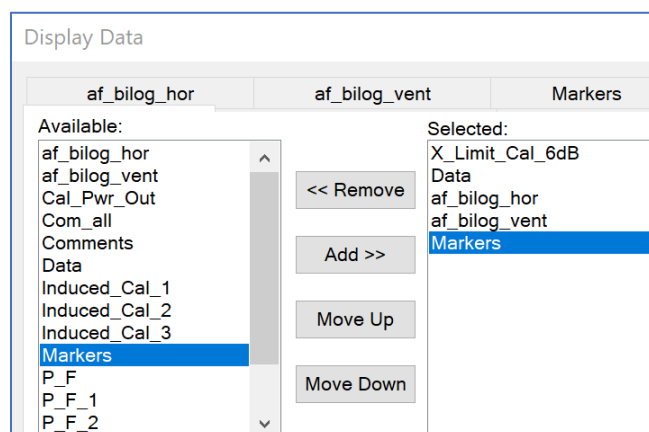 Display Data
af_bilog_hor
af_bilog_vent
Markers
Available:
af_bilog_hor
af_bilog_vent
Cal_Pwr_Out
Com_all
Comments
Data
Induced_Cal_1
Induced_Cal_2
Induced_Cal_3
Markers
P_F
P_F_1
P_F_2
<< Remove
Add >>
Move Up
Move Down
Selected:
X_Limit_Cal_6dB
Data
af_bilog_hor
af_bilog_vent
Markers